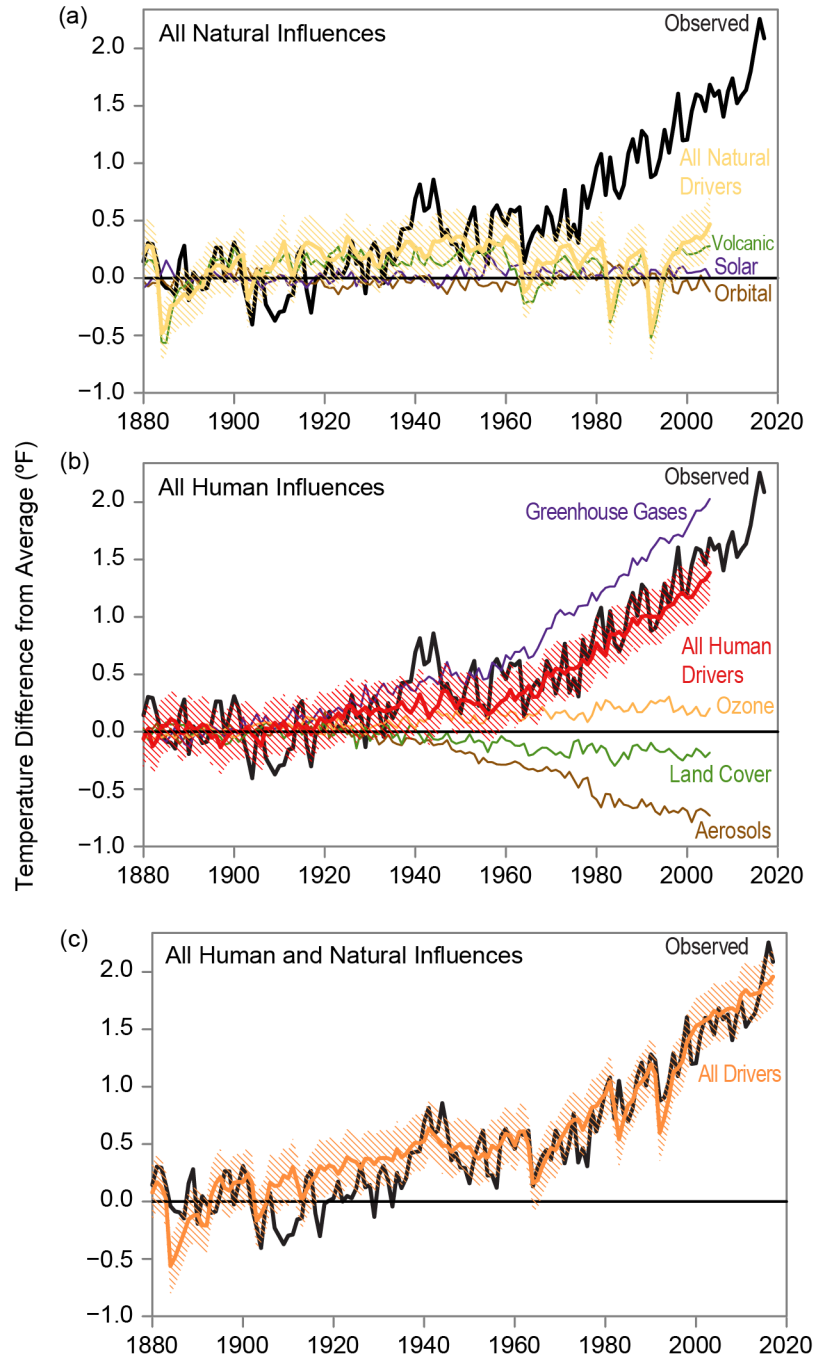 (a)
All Natural Influences
Observed
2.0
1.5
1.0
0.5
0.0
−0.5
−1.0
All Natural
Drivers
Volcanic
Solar
Orbital
1880 1900 1920 1940 1960 1980 2000 2020
Temperature Difference from Average (ºF)
(b)
All Human Influences
Observed
Greenhouse Gases
2.0
1.5
1.0
0.5
0.0
−0.5
−1.0
All Human
Drivers
Ozone
Land Cover
Aerosols
1880 1900 1920 1940 1960 1980 2000 2020
(c)
All Human and Natural Influences
Observed
2.0
1.5
1.0
0.5
0.0
−0.5
−1.0
All Drivers
1880 1900 1920 1940 1960 1980 2000 2020